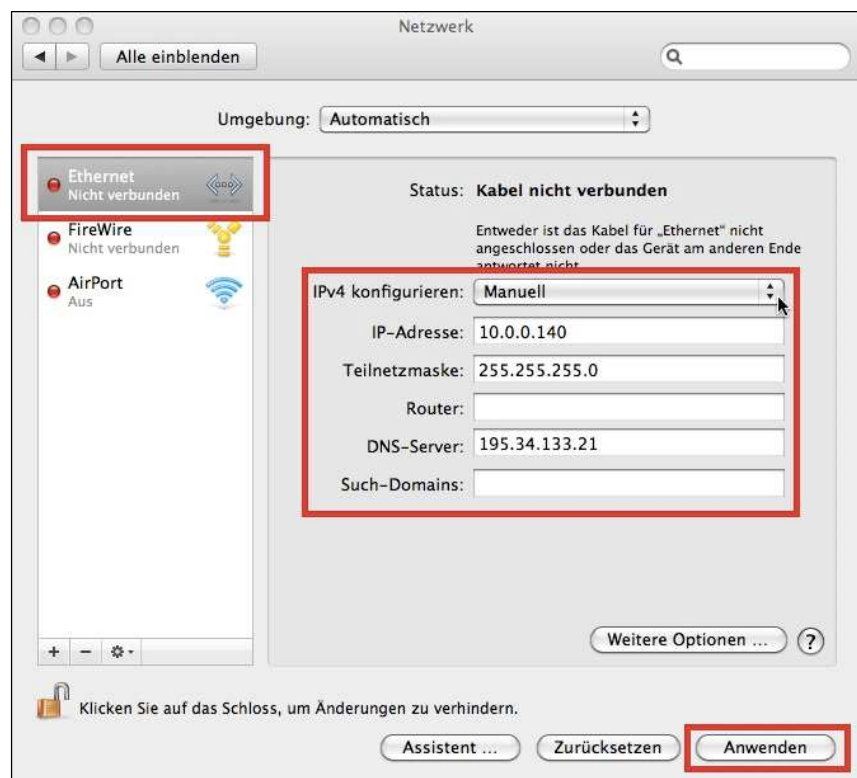 Netzwerk
Alle einblenden
Umgebung: Automatisch
Ethernet
Nicht verbunden
FireWire
Nicht verbunden
AirPort
Aus
Status: Kabel nicht verbunden
Entweder ist das Kabel für „Ethernet“ nicht
angeschlossen oder das Gerät am anderen Ende
antwortet nicht.
IPv4 konfigurieren: Manuell
IP-Adresse: 10.0.0.140
Teilnetzmaske: 255.255.255.0
Router:
DNS-Server: 195.34.133.21
Such-Domains:
Weitere Optionen ... ?
Klicken Sie auf das Schloss, um Änderungen zu verhindern.
Assistent ... Zurücksetzen Anwenden